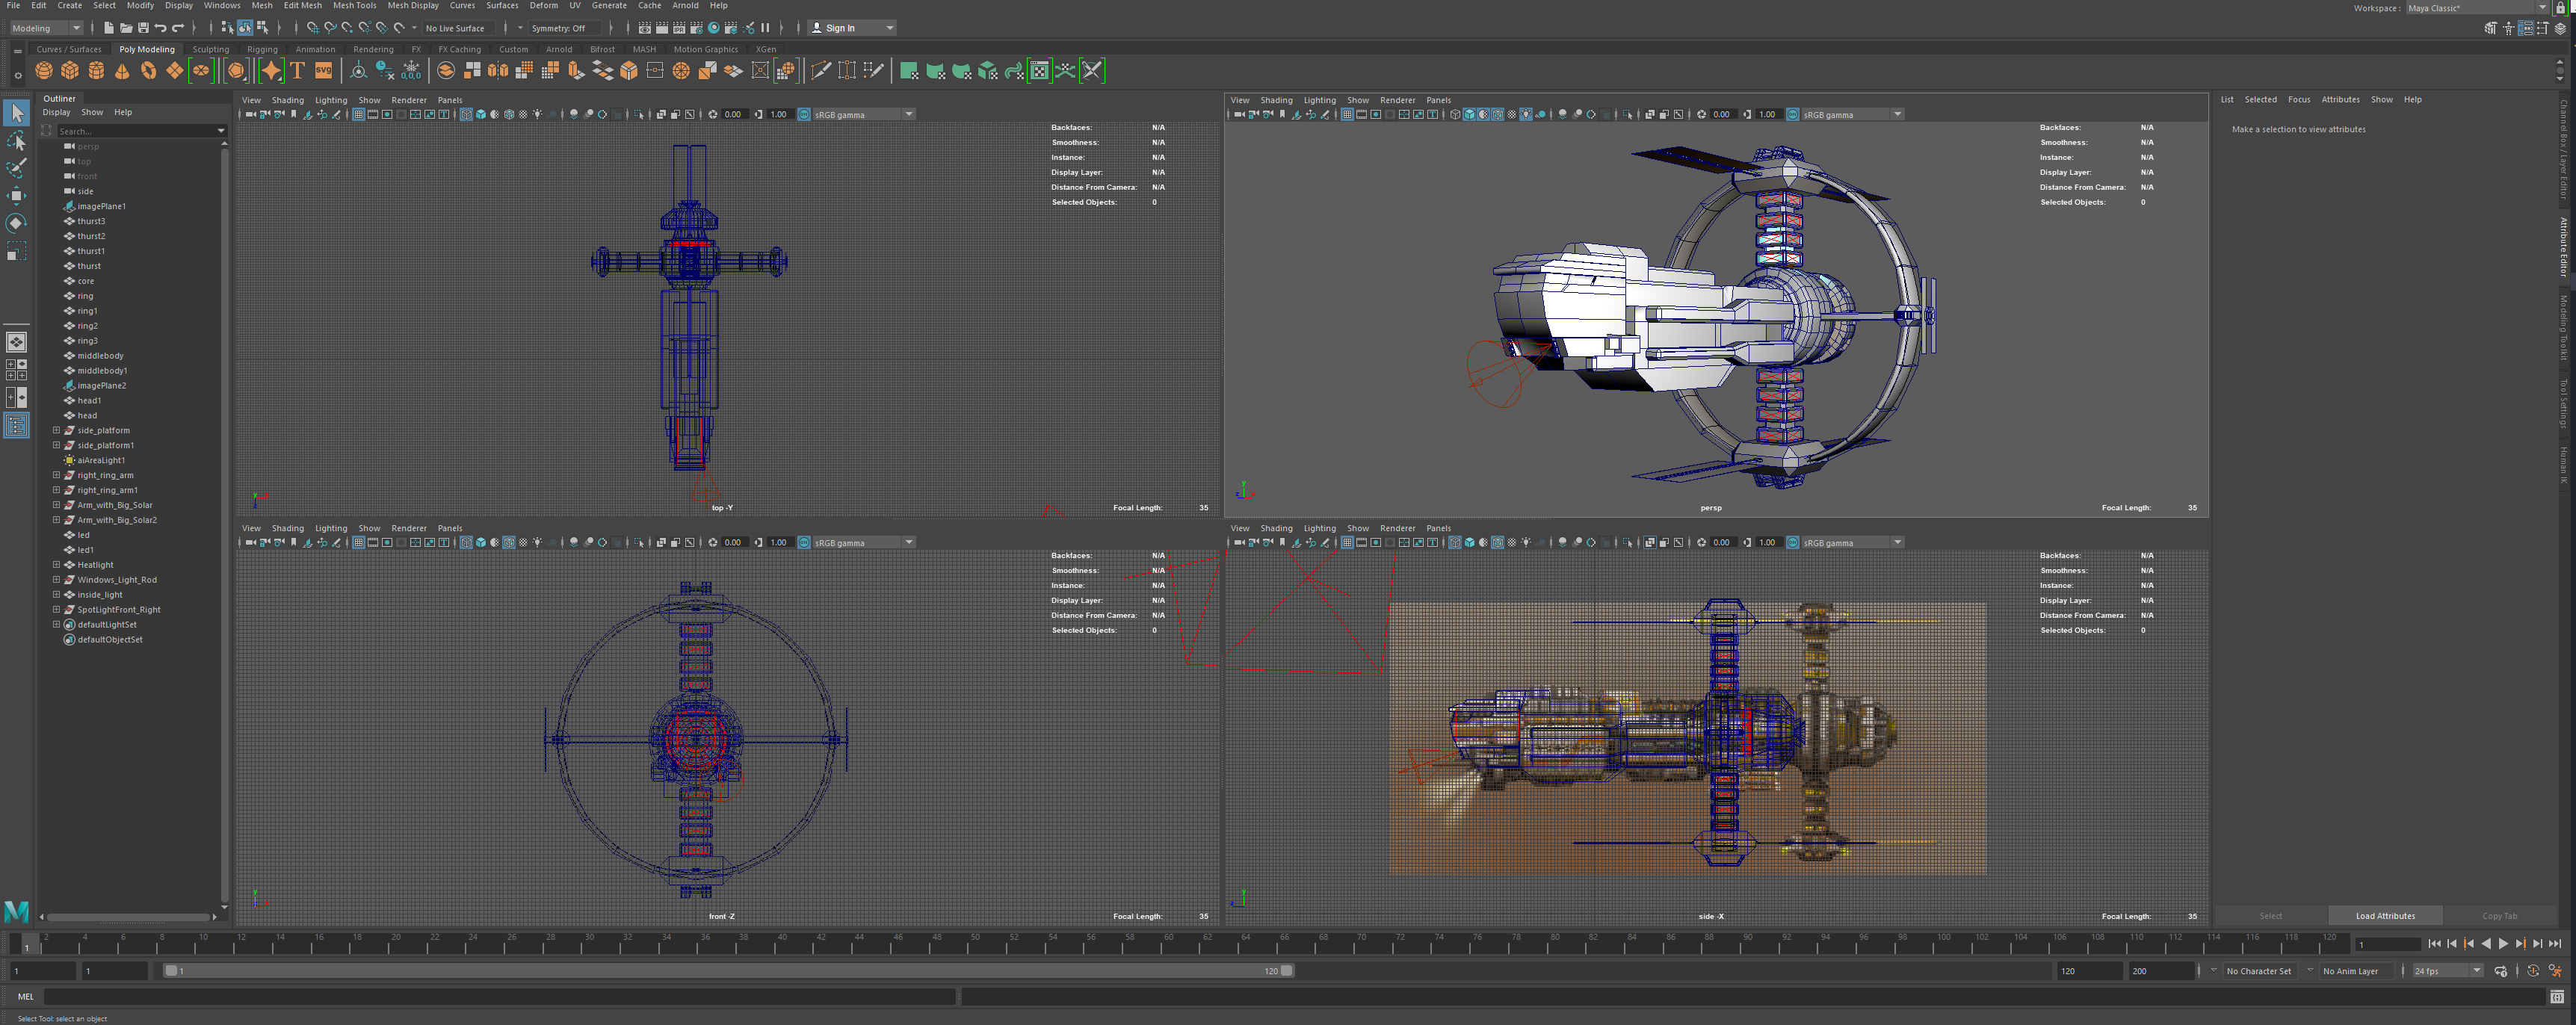 File Edit Create Select Modify Display Windows Mesh Edit Mesh Mesh Tools Mesh Display Curves Surfaces Deform UV Generate Cache Arnold Help
Workspace : Maya Classic*
Modeling
No Live Surface
Symmetry: Off
Sign In
Curves / Surfaces Poly Modeling Sculpting Rigging Animation Rendering FX FX Caching Custom Arnold Bifrost MASH Motion Graphics XGen
Outliner
Display Show Help
Search...
persp
top
front
side
imagePlane1
thurst3
thurst2
thurst1
thurst
core
ring
ring1
ring2
ring3
middlebody
middlebody1
imagePlane2
head1
head
side_platform
side_platform1
aiAreaLight1
right_ring_arm
right_ring_arm1
Arm_with_Big_Solar
Arm_with_Big_Solar2
led
led1
Heatlight
Windows_Light_Rod
inside_light
SpotLightFront_Right
defaultLightSet
defaultObjectSet
View Shading Lighting Show Renderer Panels
0.00 1.00 sRGB gamma
Backfaces: N/A
Smoothness: N/A
Instance: N/A
Display Layer: N/A
Distance From Camera: N/A
Selected Objects: 0
top -Y
Focal Length: 35
View Shading Lighting Show Renderer Panels
0.00 1.00 sRGB gamma
Backfaces: N/A
Smoothness: N/A
Instance: N/A
Display Layer: N/A
Distance From Camera: N/A
Selected Objects: 0
persp
Focal Length: 35
View Shading Lighting Show Renderer Panels
0.00 1.00 sRGB gamma
Backfaces: N/A
Smoothness: N/A
Instance: N/A
Display Layer: N/A
Distance From Camera: N/A
Selected Objects: 0
front -Z
Focal Length: 35
View Shading Lighting Show Renderer Panels
0.00 1.00 sRGB gamma
Backfaces: N/A
Smoothness: N/A
Instance: N/A
Display Layer: N/A
Distance From Camera: N/A
Selected Objects: 0
side -X
Focal Length: 35
List Selected Focus Attributes Show Help
Make a selection to view attributes
Channel Box / Layer Editor
Attribute Editor
Modeling Toolkit
Tool Settings
Human IK
Select Load Attributes Copy Tab
1 2 4 6 8 10 12 14 16 18 20 22 24 26 28 30 32 34 36 38 40 42 44 46 48 50 52 54 56 58 60 62 64 66 68 70 72 74 76 78 80 82 84 86 88 90 92 94 96 98 100 102 104 106 108 110 112 114 116 118 120
1
1 1 1 120 120 200 No Character Set No Anim Layer 24 fps
MEL
Select Tool: select an object